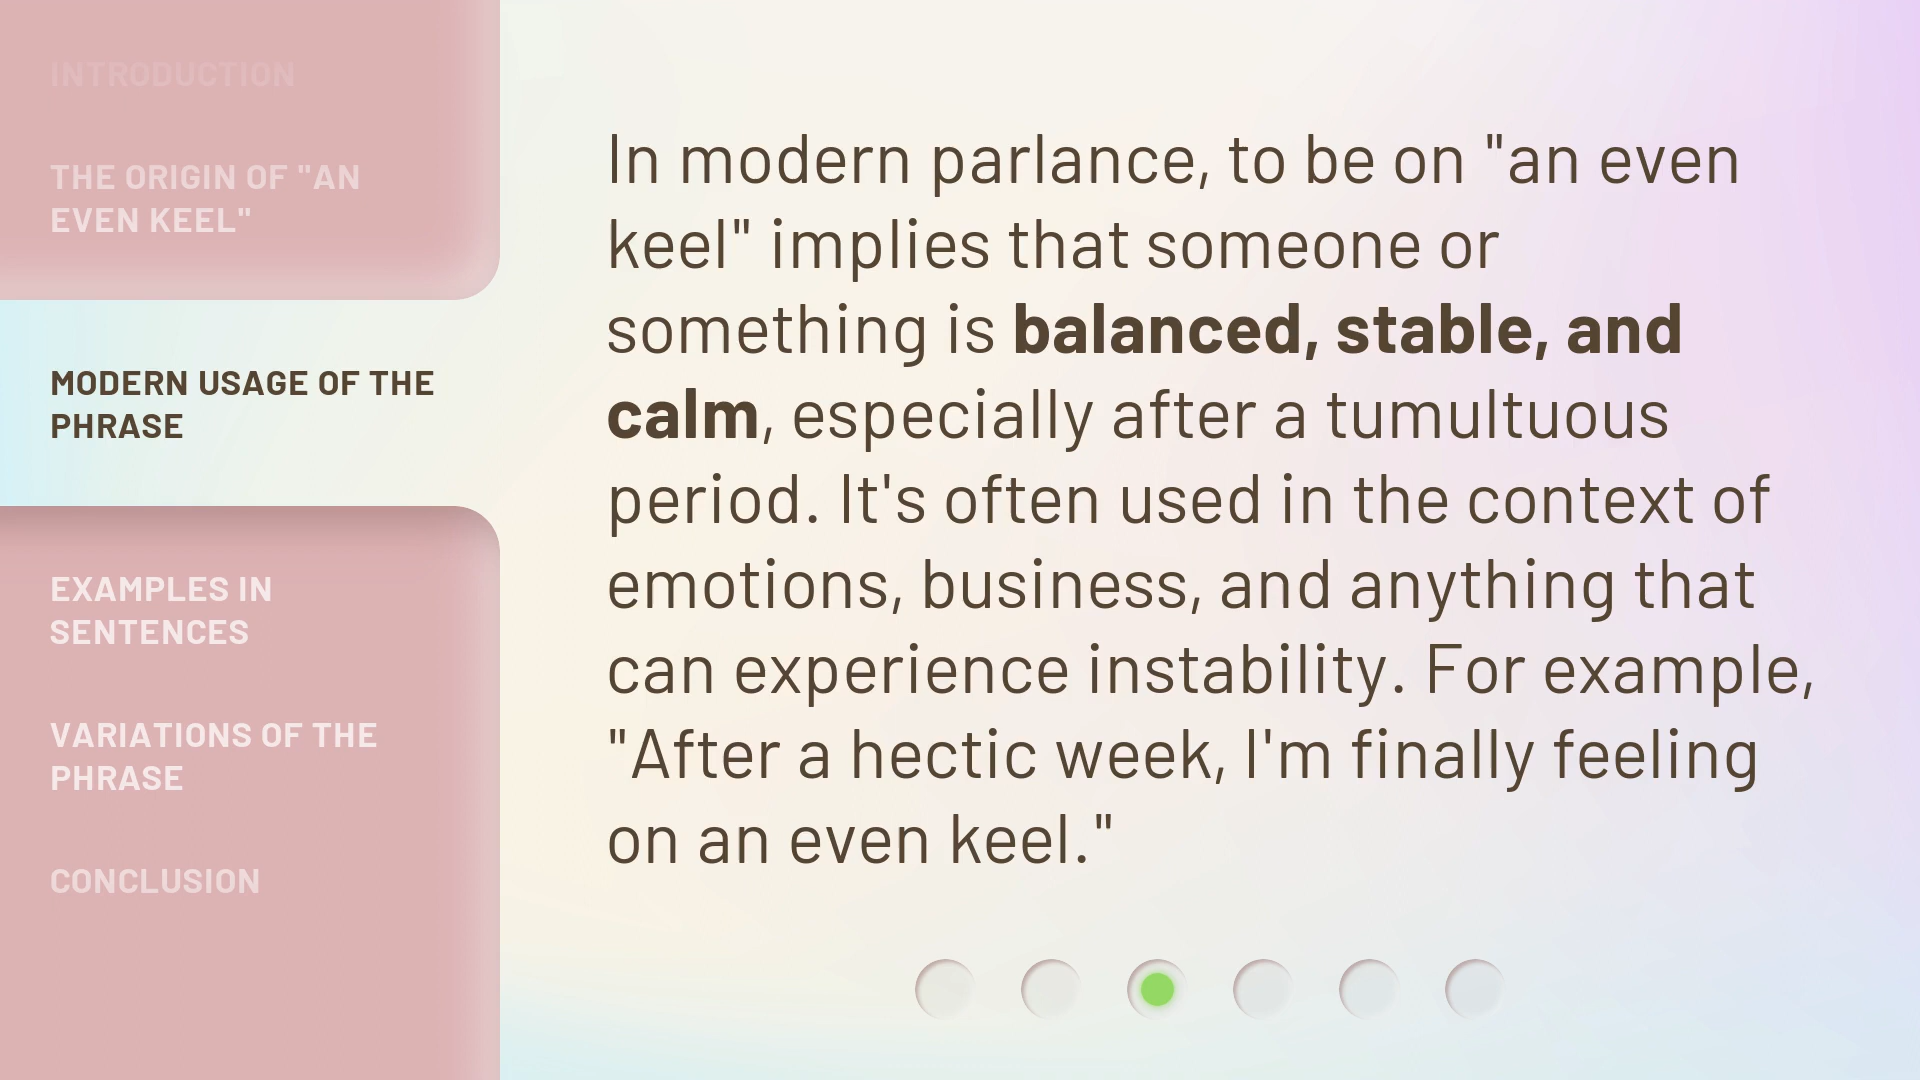 INTRODUCTION
THE ORIGIN OF "AN
EVEN KEEL"
MODERN USAGE OF THE
PHRASE
EXAMPLES IN
SENTENCES
VARIATIONS OF THE
PHRASE
CONCLUSION
In modern parlance, to be on "an even
keel" implies that someone or
something is balanced, stable, and
calm, especially after a tumultuous
period. It's often used in the context of
emotions, business, and anything that
can experience instability. For example,
"After a hectic week, I'm finally feeling
on an even keel."